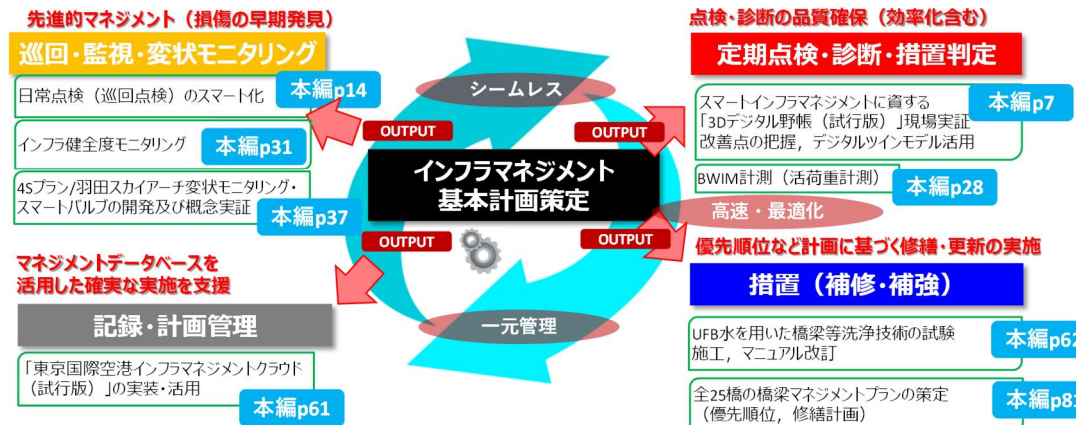 先進的マネジメント（損傷の早期発見）
巡回・監視・変状モニタリング
日常点検（巡回点検）のスマート化
本編p14
インフラ健全度モニタリング
本編p31
4Sプラン/羽田スカイアーチ変状モニタリング・
スマートバルブの開発及び概念実証
本編p37
マネジメントデータベースを
活用した確実な実施を支援
記録・計画管理
「東京国際空港インフラマネジメントクラウド
（試行版）」の実装・活用
本編p61
シームレス
OUTPUT
OUTPUT
インフラマネジメント
基本計画策定
OUTPUT
OUTPUT
高速・最適化
一元管理
点検・診断の品質確保（効率化含む）
定期点検・診断・措置判定
スマートインフラマネジメントに資する
「3Dデジタル野帳（試行版）」現場実証
改善点の把握，デジタルツインモデル活用
本編p7
BWIM計測（活荷重計測）
本編p28
優先順位など計画に基づく修繕・更新の実施
措置（補修・補強）
UFB水を用いた橋梁等洗浄技術の試験
施工，マニュアル改訂
本編p62
全25橋の橋梁マネジメントプランの策定
（優先順位，修繕計画）
本編p81